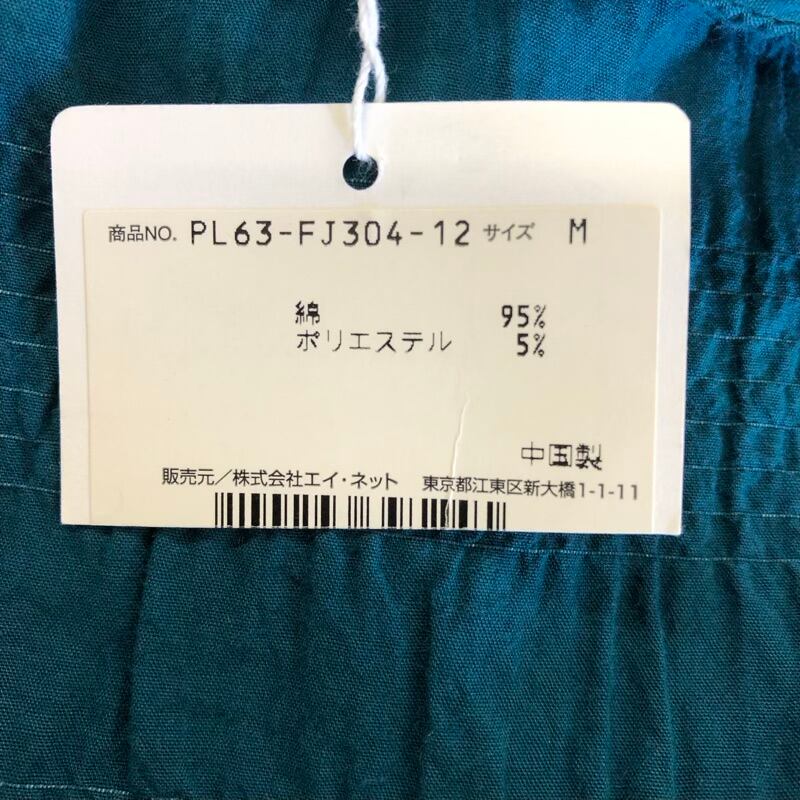 商品NO. PL63-FJ304-12 サイズ M
綿 95%
ポリエステル 5%
中国製
販売元／株式会社エイ・ネット 東京都江東区新大橋1-1-11